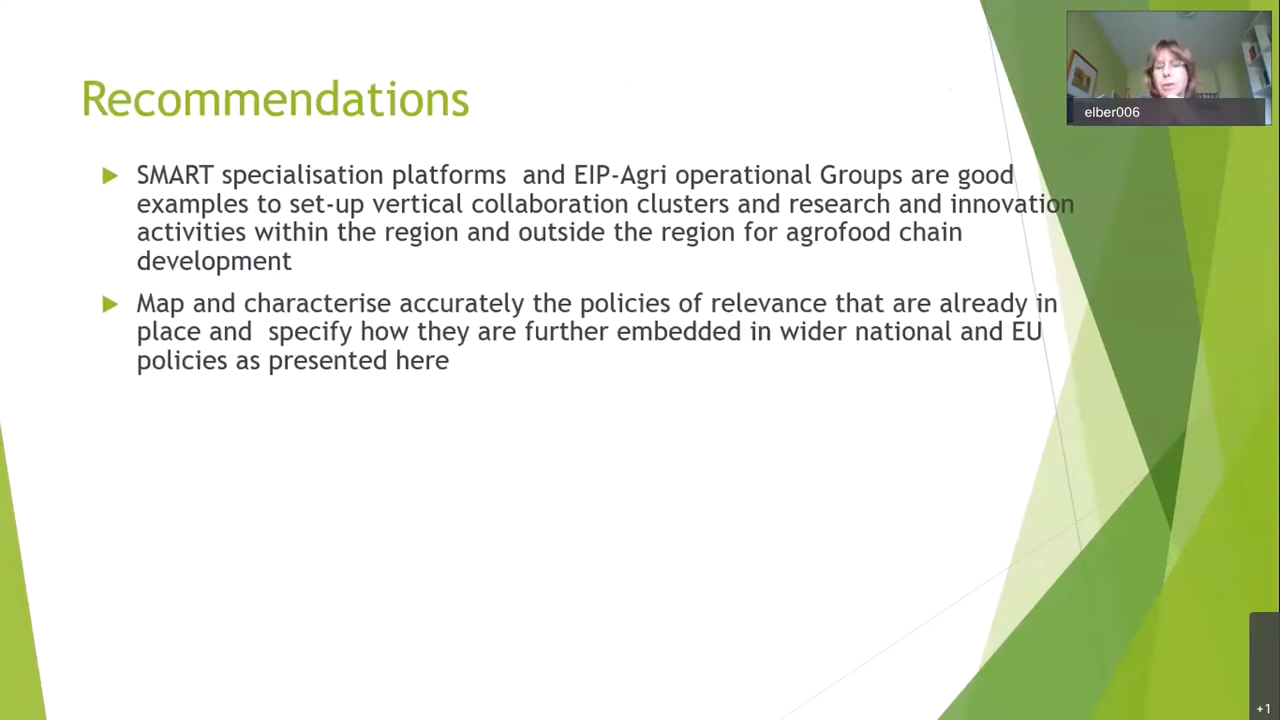 Recommendations
SMART specialisation platforms and EIP-Agri operational Groups are good
examples to set-up vertical collaboration clusters and research and innovation
activities within the region and outside the region for agrofood chain
development
Map and characterise accurately the policies of relevance that are already in
place and specify how they are further embedded in wider national and EU
policies as presented here
elber006
+1